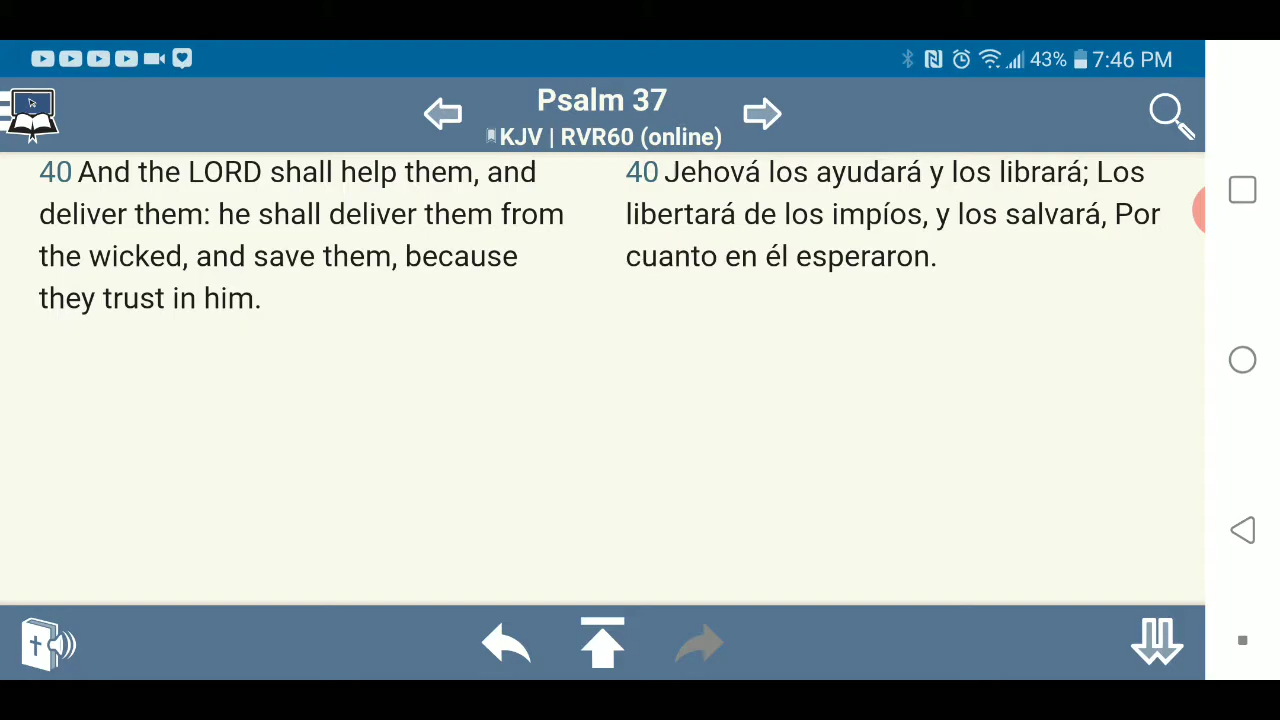 43% 7:46 PM
Psalm 37
KJV | RVR60 (online)
40 And the LORD shall help them, and
deliver them: he shall deliver them from
the wicked, and save them, because
they trust in him.
40 Jehová los ayudará y los librará; Los
libertará de los impíos, y los salvará, Por
cuanto en él esperaron.